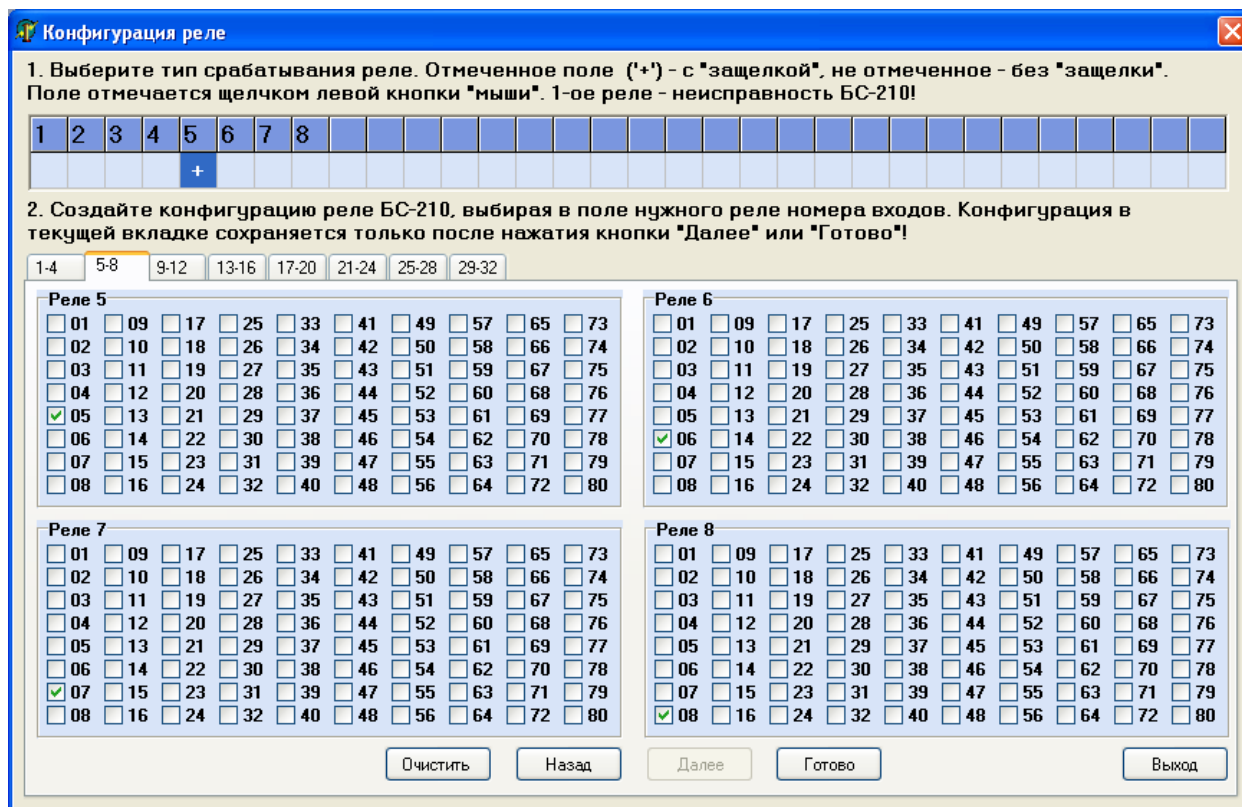 Конфигурация реле
1. Выберите тип срабатывания реле. Отмеченное поле ('+') - с "защелкой", не отмеченное - без "защелки".
Поле отмечается щелчком левой кнопки "мыши". 1-ое реле - неисправность БС-210!
1 2 3 4 5 6 7 8
+
2. Создайте конфигурацию реле БС-210, выбирая в поле нужного реле номера входов. Конфигурация в
текущей вкладке сохраняется только после нажатия кнопки "Далее" или "Готово"!
1-4 5-8 9-12 13-16 17-20 21-24 25-28 29-32
Реле 5
01 09 17 25 33 41 49 57 65 73
02 10 18 26 34 42 50 58 66 74
03 11 19 27 35 43 51 59 67 75
04 12 20 28 36 44 52 60 68 76
05 13 21 29 37 45 53 61 69 77
06 14 22 30 38 46 54 62 70 78
07 15 23 31 39 47 55 63 71 79
08 16 24 32 40 48 56 64 72 80
Реле 6
01 09 17 25 33 41 49 57 65 73
02 10 18 26 34 42 50 58 66 74
03 11 19 27 35 43 51 59 67 75
04 12 20 28 36 44 52 60 68 76
05 13 21 29 37 45 53 61 69 77
06 14 22 30 38 46 54 62 70 78
07 15 23 31 39 47 55 63 71 79
08 16 24 32 40 48 56 64 72 80
Реле 7
01 09 17 25 33 41 49 57 65 73
02 10 18 26 34 42 50 58 66 74
03 11 19 27 35 43 51 59 67 75
04 12 20 28 36 44 52 60 68 76
05 13 21 29 37 45 53 61 69 77
06 14 22 30 38 46 54 62 70 78
07 15 23 31 39 47 55 63 71 79
08 16 24 32 40 48 56 64 72 80
Реле 8
01 09 17 25 33 41 49 57 65 73
02 10 18 26 34 42 50 58 66 74
03 11 19 27 35 43 51 59 67 75
04 12 20 28 36 44 52 60 68 76
05 13 21 29 37 45 53 61 69 77
06 14 22 30 38 46 54 62 70 78
07 15 23 31 39 47 55 63 71 79
08 16 24 32 40 48 56 64 72 80
Очистить Назад Далее Готово Выход